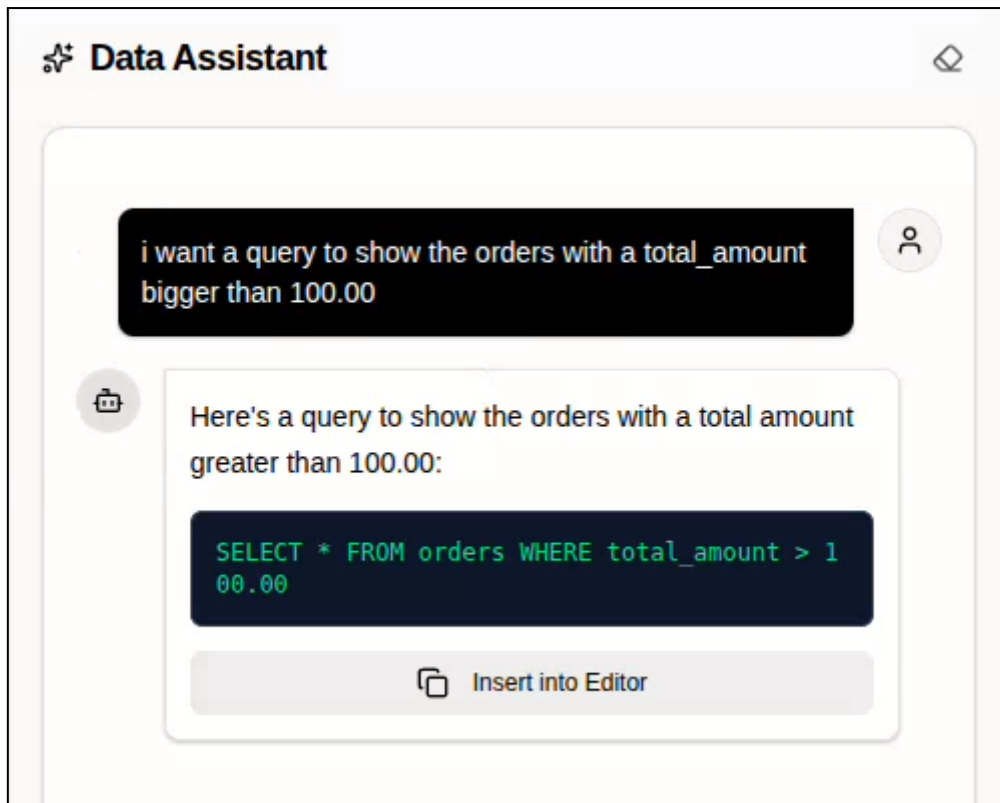 Data Assistant
i want a query to show the orders with a total_amount
bigger than 100.00
Here's a query to show the orders with a total amount
greater than 100.00:
SELECT * FROM orders WHERE total_amount > 1
00.00
Insert into Editor